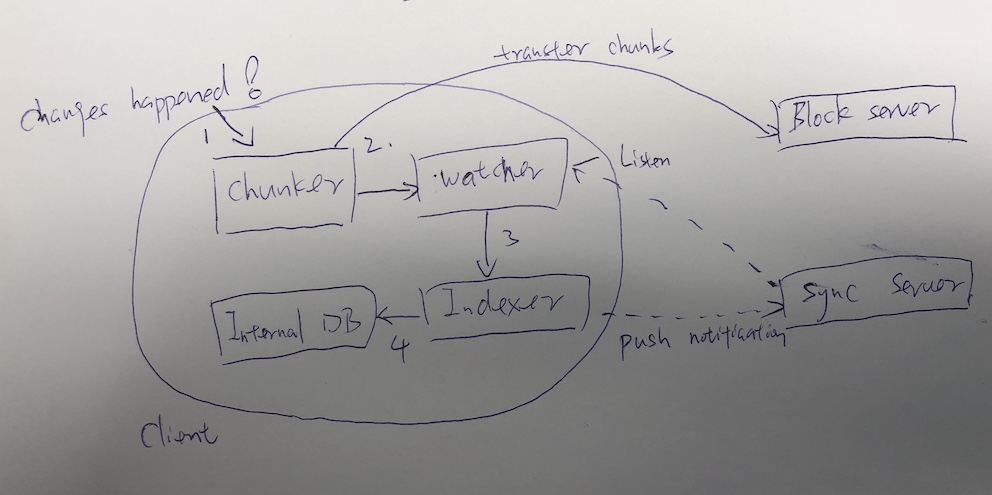 transfer chunks
changes happened?
Block server
1
2.
Listen
chunker
watcher
3
Sync Server
Indexer
Internal DB
4
push notification
Client